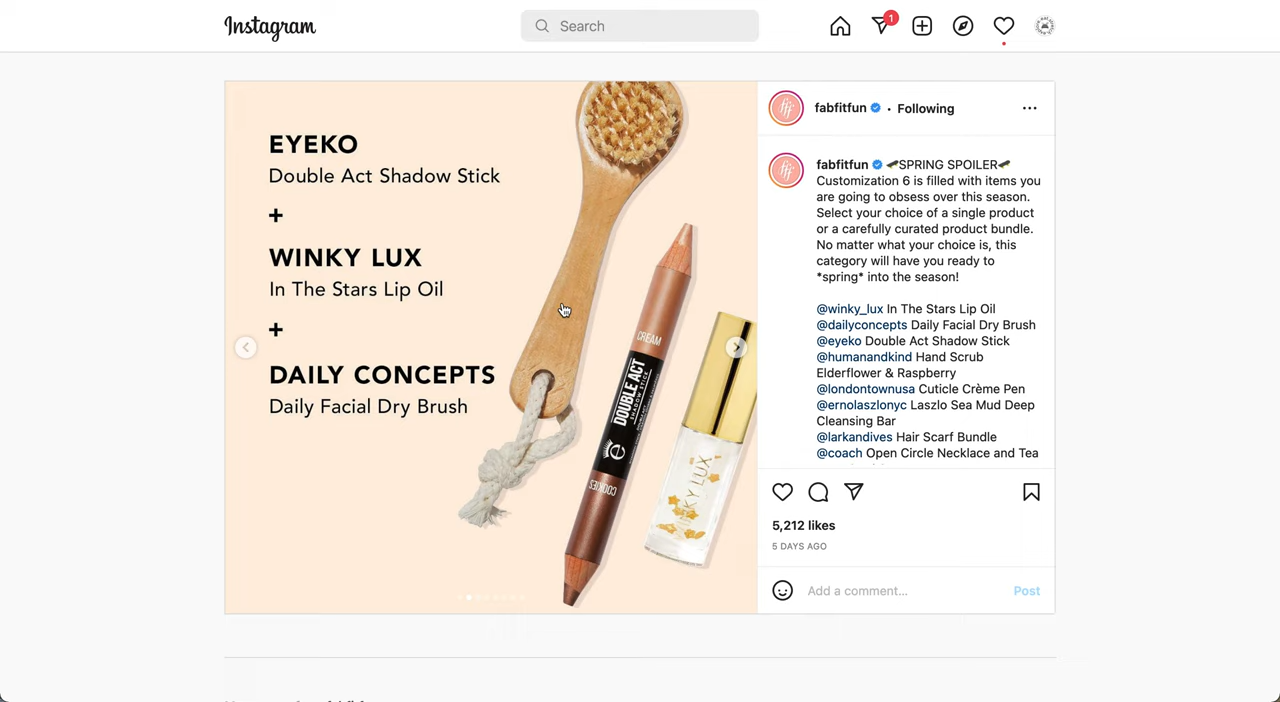 Instagram
Search
1
EYEKO
Double Act Shadow Stick
+
WINKY LUX
In The Stars Lip Oil
+
DAILY CONCEPTS
Daily Facial Dry Brush
CREAM
DOUBLE ACT
SHADOW STICK
COOKIES
WINKY LUX
fabfitfun • Following
fabfitfun SPRING SPOILER
Customization 6 is filled with items you
are going to obsess over this season.
Select your choice of a single product
or a carefully curated product bundle.
No matter what your choice is, this
category will have you ready to
*spring* into the season!
@winky_lux In The Stars Lip Oil
@dailyconcepts Daily Facial Dry Brush
@eyeko Double Act Shadow Stick
@humanandkind Hand Scrub
Elderflower & Raspberry
@londontownusa Cuticle Crème Pen
@ernolaszlonyc Laszlo Sea Mud Deep
Cleansing Bar
@larkandives Hair Scarf Bundle
@coach Open Circle Necklace and Tea
5,212 likes
5 DAYS AGO
Add a comment...
Post